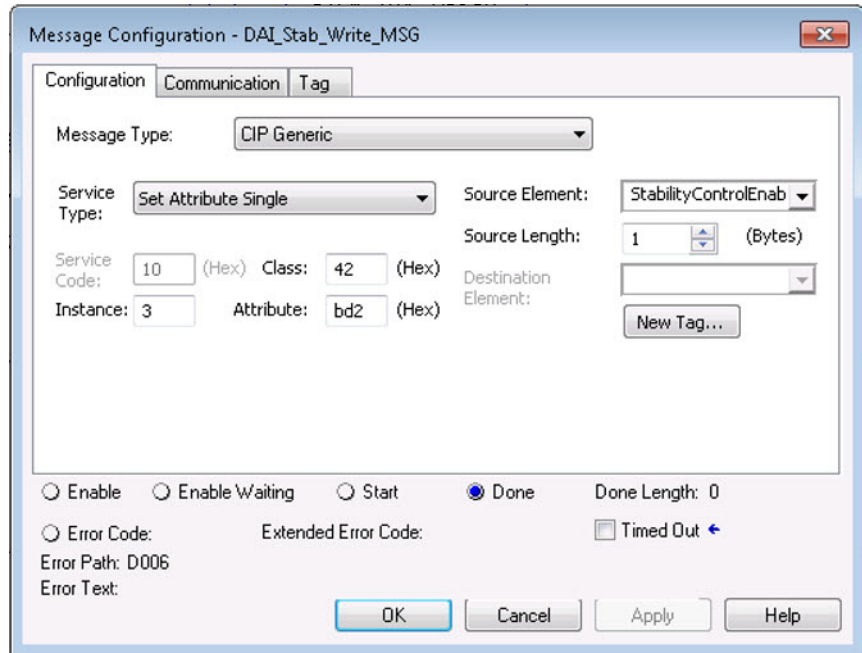 Message Configuration - DAI_Stab_Write_MSG
Configuration Communication Tag
Message Type: CIP Generic
Service Type: Set Attribute Single
Source Element: StabilityControlEnab
Source Length: 1 (Bytes)
Service Code: 10 (Hex) Class: 42 (Hex)
Destination Element:
Instance: 3 Attribute: bd2 (Hex)
New Tag...
Enable Enable Waiting Start Done Done Length: 0
Error Code: Extended Error Code: Timed Out
Error Path: D006
Error Text:
OK Cancel Apply Help